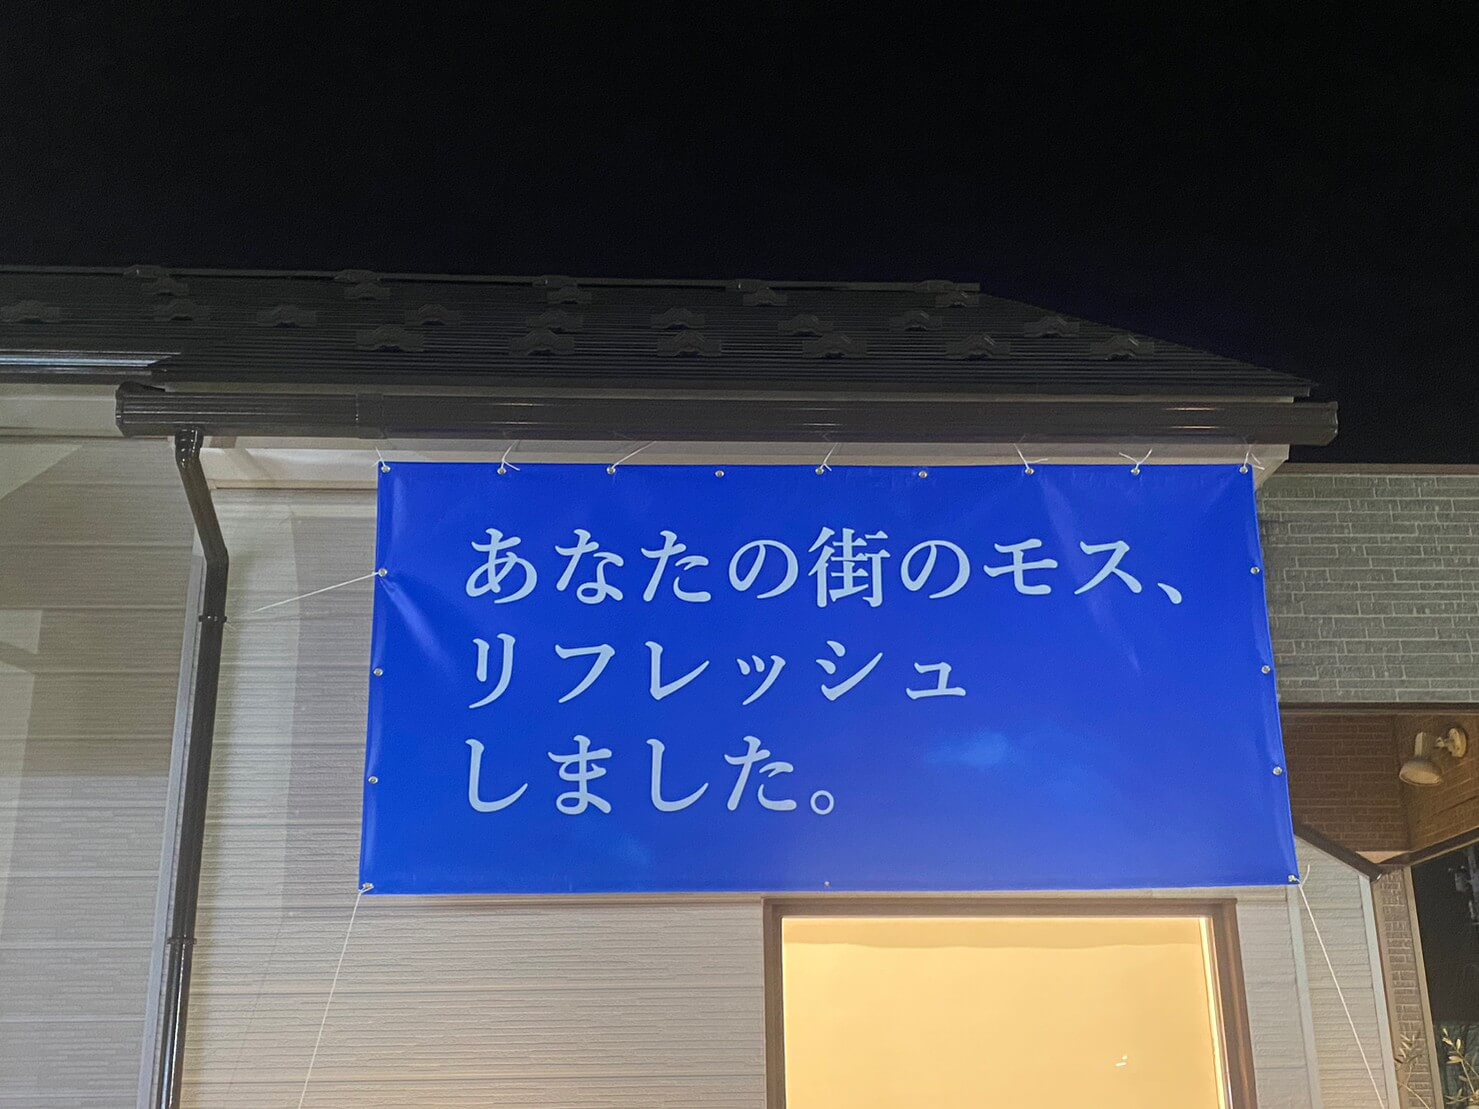 あなたの街のモス、
リフレッシュ
しました。